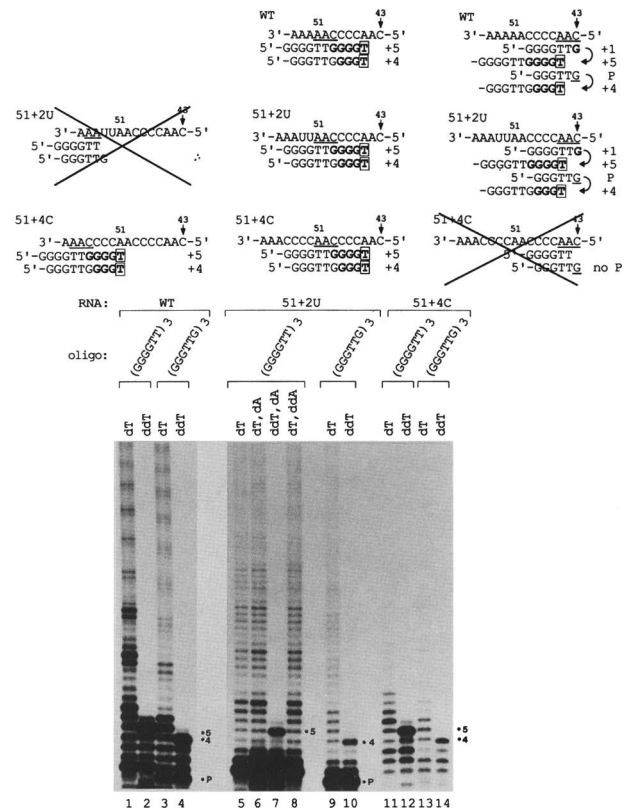 WT
51 43
3'-AAAAACCCCAAC-5'
5'-GGGGTTGGGGT +5
5'-GGGTTGGGGT +4
WT
51 43
3'-AAAAACCCCAAC-5'
5'-GGGGTTG +1
-GGGGTTGGGGT +5
5'-GGGTTG P
-GGGTTGGGGT +4
51+2U
51 43
3'-AAAUUAACCCCAAC-5'
5'-GGGGTT
5'-GGGTTG
51+2U
51 43
3'-AAAUUAACCCCAAC-5'
5'-GGGGTTGGGGT +5
5'-GGGTTGGGGT +4
51+2U
51 43
3'-AAAUUAACCCCAAC-5'
5'-GGGGTTG +1
-GGGGTTGGGGT +5
5'-GGGTTG P
-GGGTTGGGGT +4
51+4C
51 43
3'-AAACCCCAACCCCAAC-5'
5'-GGGGTTGGGGT +5
5'-GGGTTGGGGT +4
51+4C
51 43
3'-AAACCCCAACCCCAAC-5'
5'-GGGGTTGGGGT +5
5'-GGGTTGGGGT +4
51+4C
51 43
3'-AAACCCCAACCCCAAC-5'
5'-GGGGTT
5'-GGGTTG no P
RNA: WT 51+2U 51+4C
oligo: (GGGGTT)3 (GGGTTG)3 (GGGGTT)3 (GGGTTG)3 (GGGGTT)3 (GGGTTG)3
dT ddT dT ddT dT dT,dA ddT,dA dT,ddA dT ddT dT ddT dT ddT
•5
•4
•P
•5
•4
•P
•5
•4
1 2 3 4 5 6 7 8 9 10 11 12 13 14